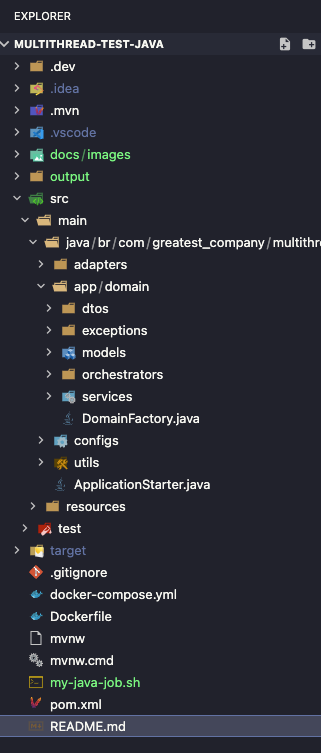 EXPLORER
MULTITHREAD-TEST-JAVA
.dev
.idea
.mvn
.vscode
docs/images
output
src
main
java/br/com/greatest_company/multithr
adapters
app/domain
dtos
exceptions
models
orchestrators
services
DomainFactory.java
configs
utils
ApplicationStarter.java
resources
test
target
.gitignore
docker-compose.yml
Dockerfile
mvnw
mvnw.cmd
my-java-job.sh
pom.xml
README.md